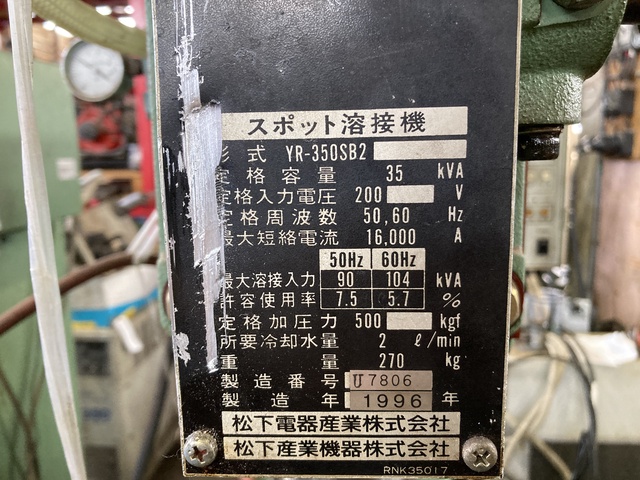 スポット溶接機
形式 YR-350SB2
定格容量 35 kVA
定格入力電圧 200 V
定格周波数 50,60 Hz
最大短絡電流 16,000 A
50Hz 60Hz
最大溶接入力 90 104 kVA
許容使用率 7.5 5.7 %
定格加圧力 500 kgf
所要冷却水量 2 ℓ/min
重量 270 kg
製造番号 U7806
製造年 1996年
松下電器産業株式会社
松下産業機器株式会社
RNK35017